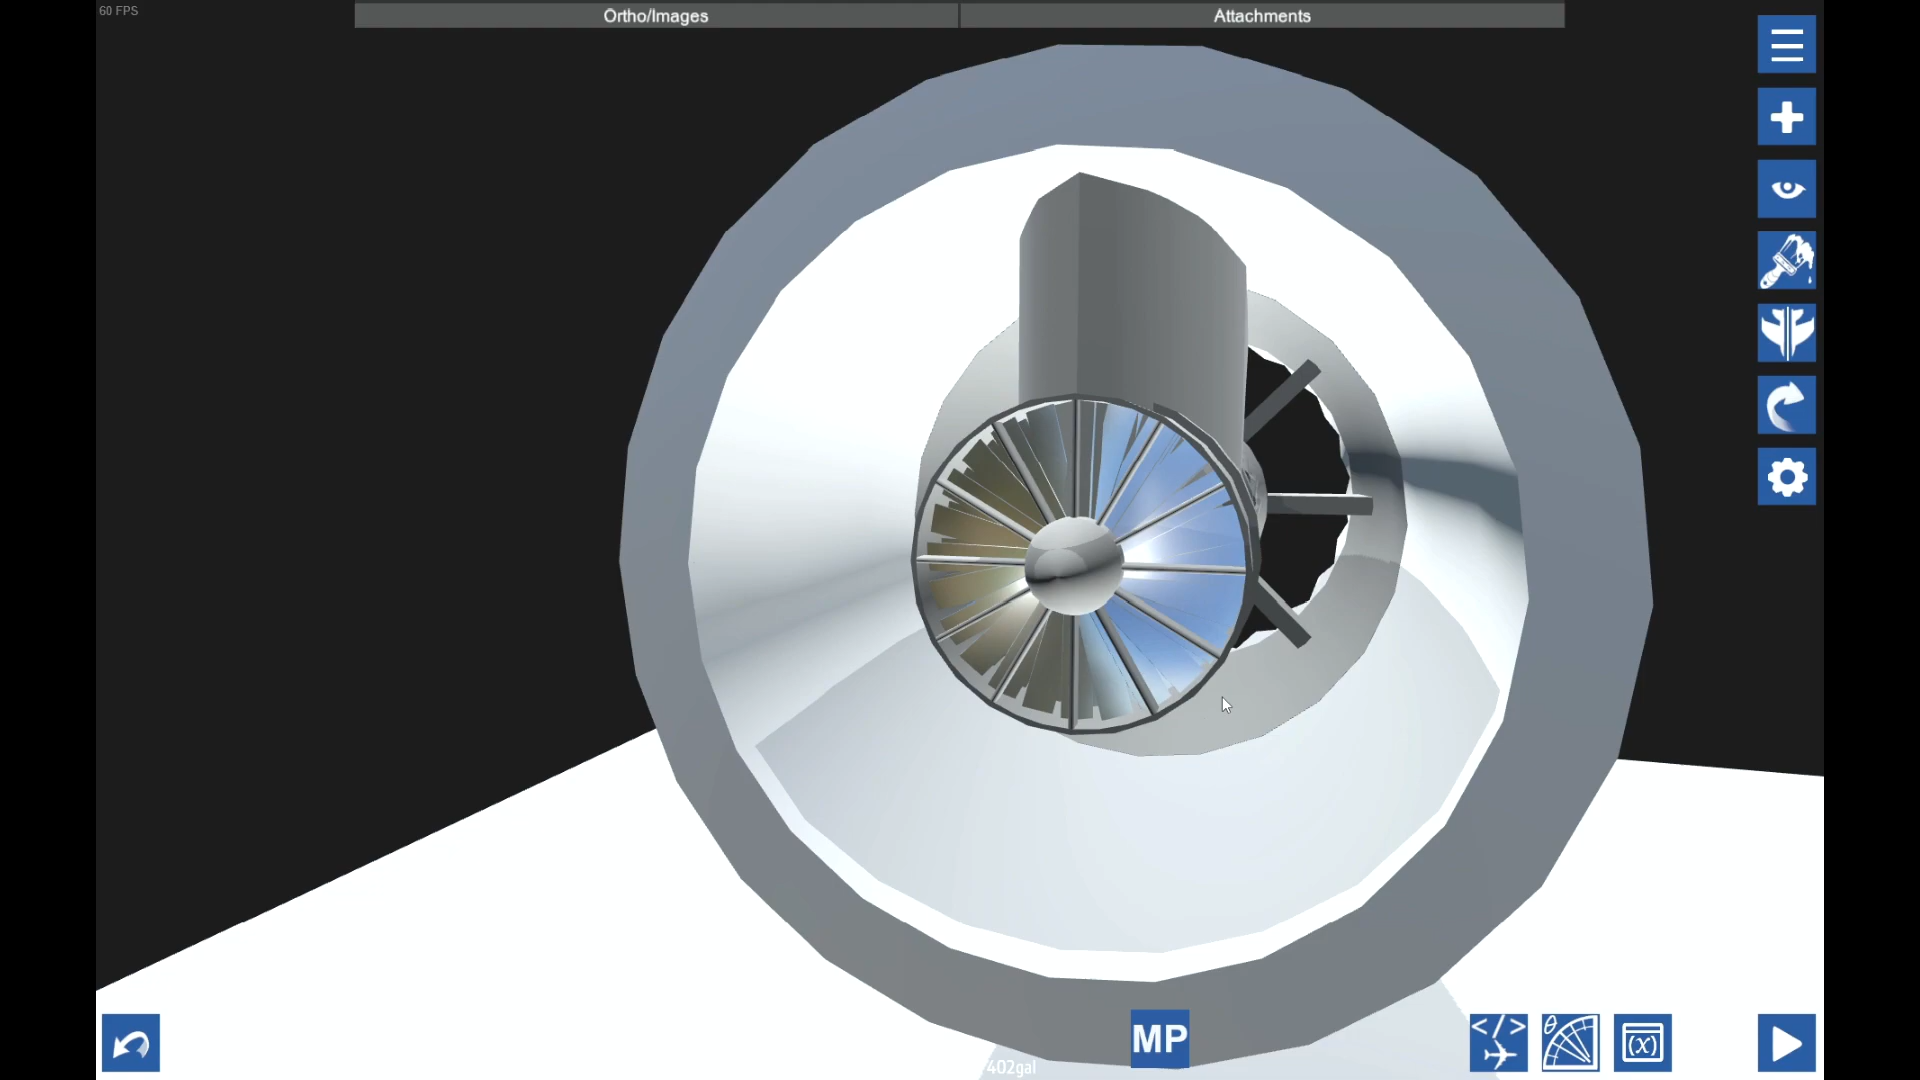 60 FPS
Ortho/Images
Attachments
MP
402gal
</> 
θ
(x)